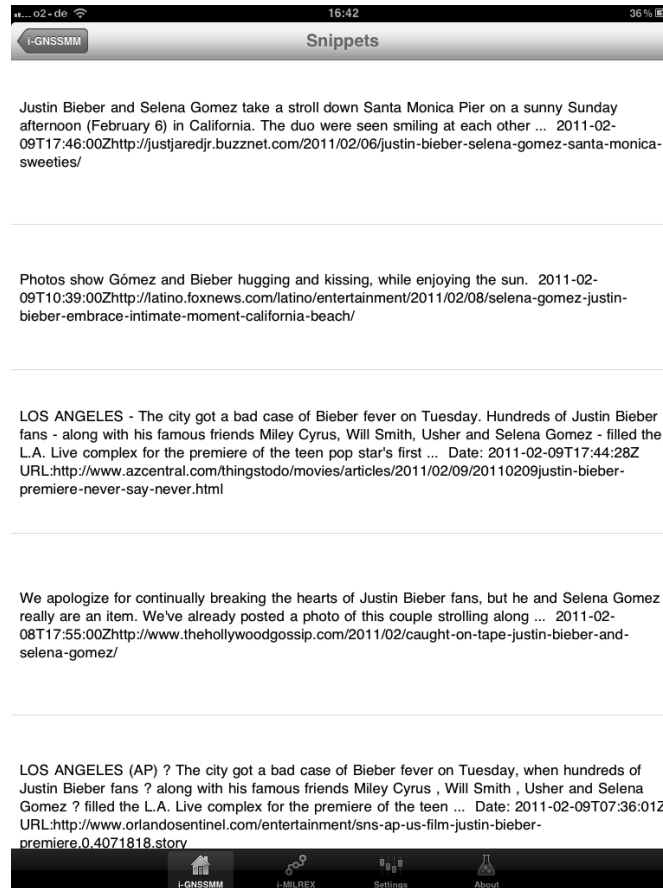 ... o2-de 16:42 36%
i-GNSSMM Snippets
Justin Bieber and Selena Gomez take a stroll down Santa Monica Pier on a sunny Sunday
afternoon (February 6) in California. The duo were seen smiling at each other ... 2011-02-
09T17:46:00Zhttp://justjaredjr.buzznet.com/2011/02/06/justin-bieber-selena-gomez-santa-monica-
sweeties/
Photos show Gómez and Bieber hugging and kissing, while enjoying the sun. 2011-02-
09T10:39:00Zhttp://latino.foxnews.com/latino/entertainment/2011/02/08/selena-gomez-justin-
bieber-embrace-intimate-moment-california-beach/
LOS ANGELES - The city got a bad case of Bieber fever on Tuesday. Hundreds of Justin Bieber
fans - along with his famous friends Miley Cyrus, Will Smith, Usher and Selena Gomez - filled the
L.A. Live complex for the premiere of the teen pop star's first ... Date: 2011-02-09T17:44:28Z
URL:http://www.azcentral.com/thingstodo/movies/articles/2011/02/09/20110209justin-bieber-
premiere-never-say-never.html
We apologize for continually breaking the hearts of Justin Bieber fans, but he and Selena Gomez
really are an item. We've already posted a photo of this couple strolling along ... 2011-02-
08T17:55:00Zhttp://www.thehollywoodgossip.com/2011/02/caught-on-tape-justin-bieber-and-
selena-gomez/
LOS ANGELES (AP) ? The city got a bad case of Bieber fever on Tuesday, when hundreds of
Justin Bieber fans ? along with his famous friends Miley Cyrus , Will Smith , Usher and Selena
Gomez ? filled the L.A. Live complex for the premiere of the teen ... Date: 2011-02-09T07:36:01Z
URL:http://www.orlandosentinel.com/entertainment/sns-ap-us-film-justin-bieber-
premiere,0,4071818.story
i-GNSSMM i-MILREX Settings About